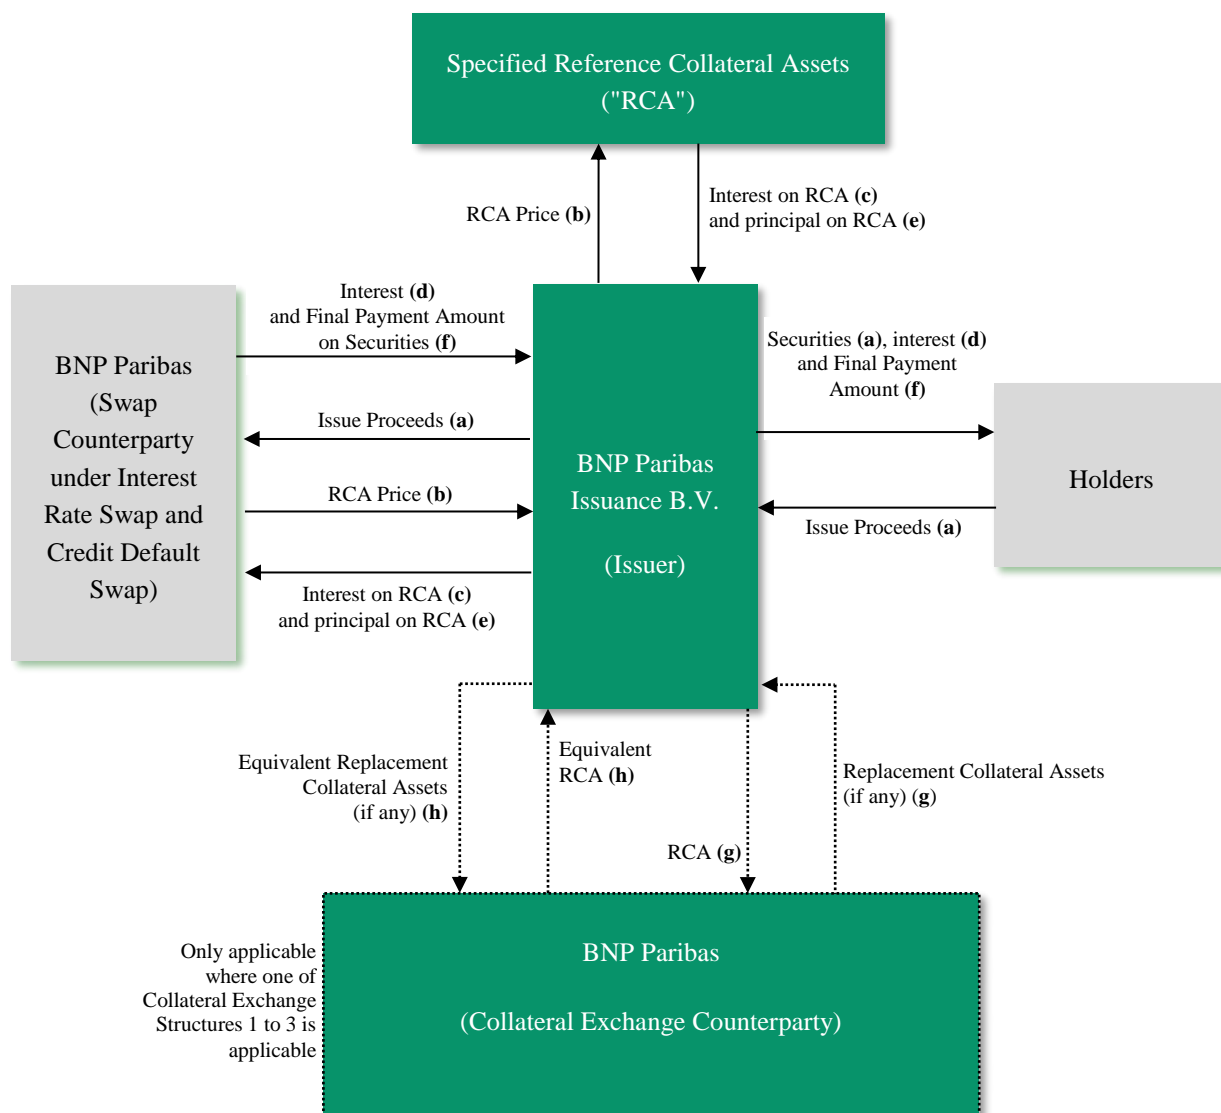 Specified Reference Collateral Assets
("RCA")
RCA Price (b)
Interest on RCA (c)
and principal on RCA (e)
BNP Paribas
(Swap
Counterparty
under Interest
Rate Swap and
Credit Default
Swap)
Interest (d)
and Final Payment Amount
on Securities (f)
Issue Proceeds (a)
RCA Price (b)
Interest on RCA (c)
and principal on RCA (e)
BNP Paribas
Issuance B.V.
(Issuer)
Securities (a), interest (d)
and Final Payment
Amount (f)
Issue Proceeds (a)
Holders
Equivalent Replacement
Collateral Assets
(if any) (h)
Equivalent
RCA (h)
RCA (g)
Replacement Collateral Assets
(if any) (g)
Only applicable
where one of
Collateral Exchange
Structures 1 to 3 is
applicable
BNP Paribas
(Collateral Exchange Counterparty)